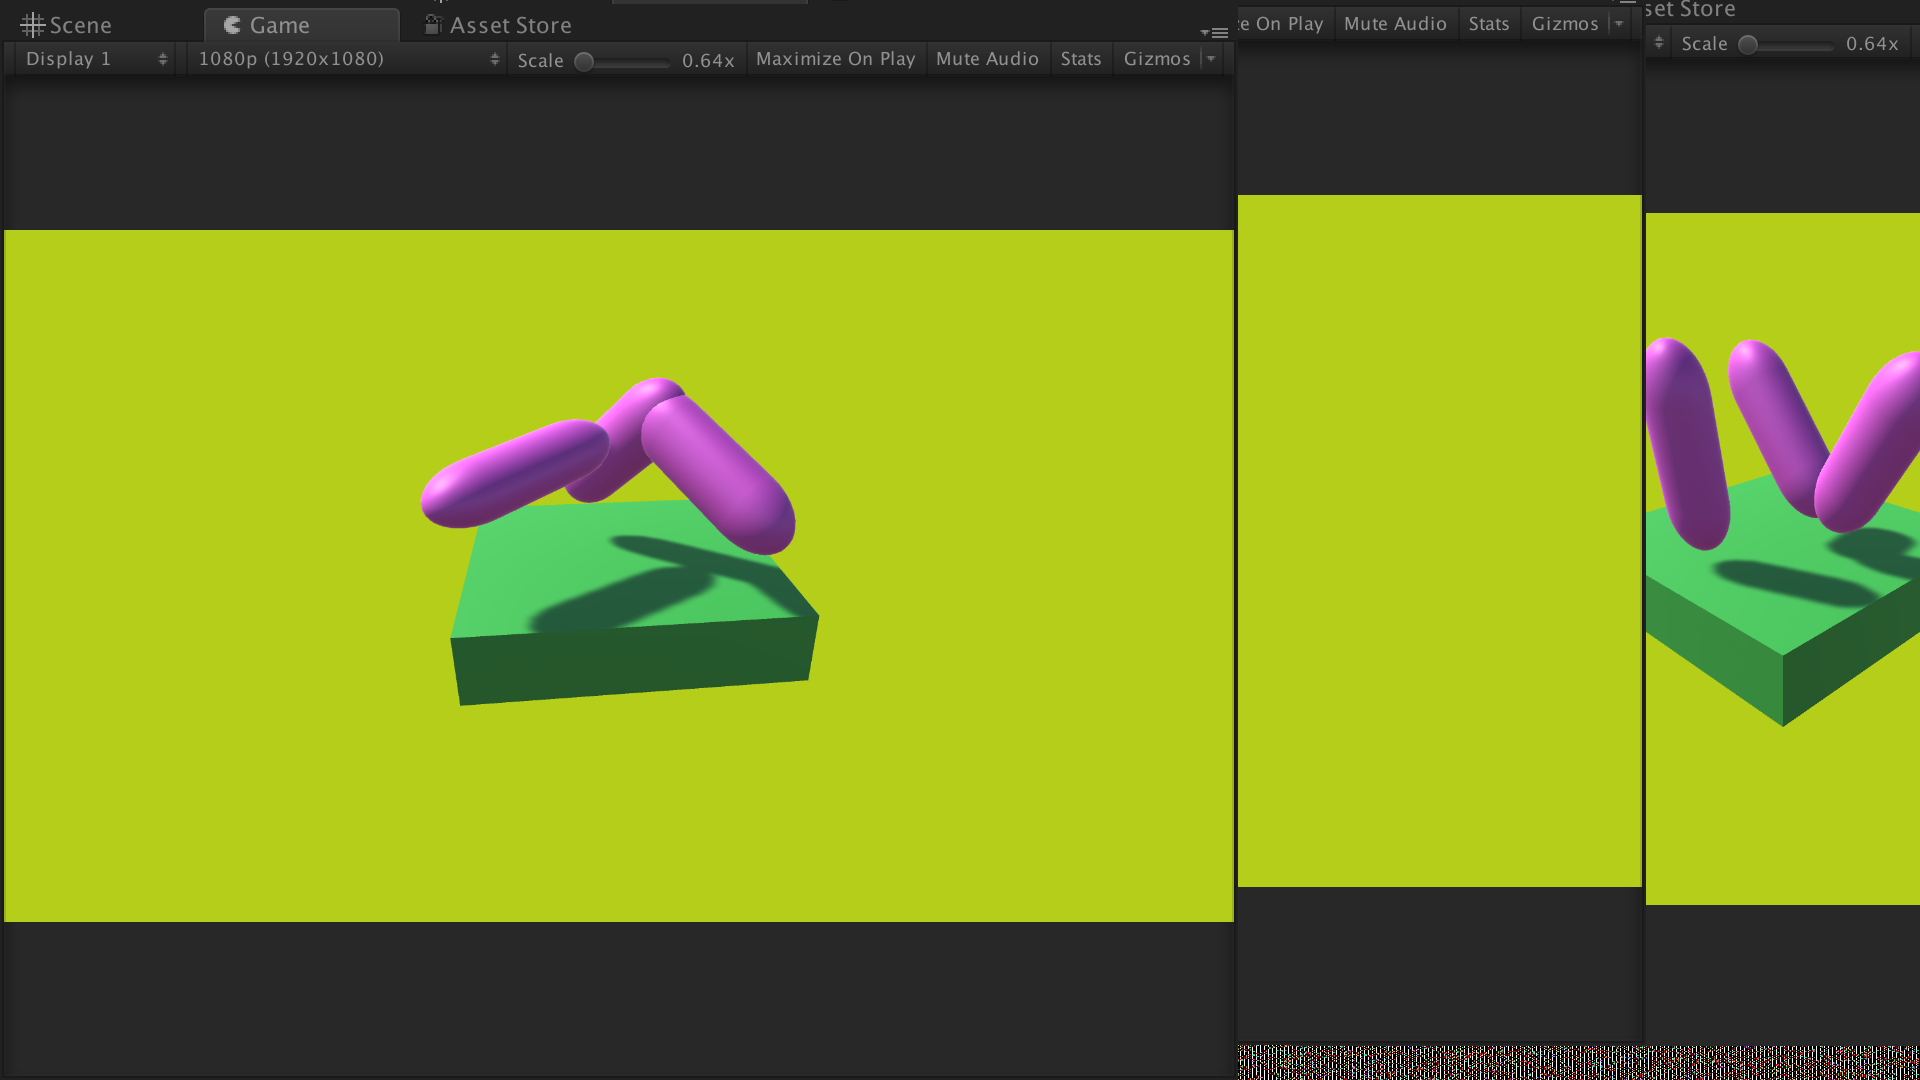 Scene Game Asset Store
Display 1 1080p (1920x1080) Scale 0.64x Maximize On Play Mute Audio Stats Gizmos
On Play Mute Audio Stats Gizmos
Store
Scale 0.64x